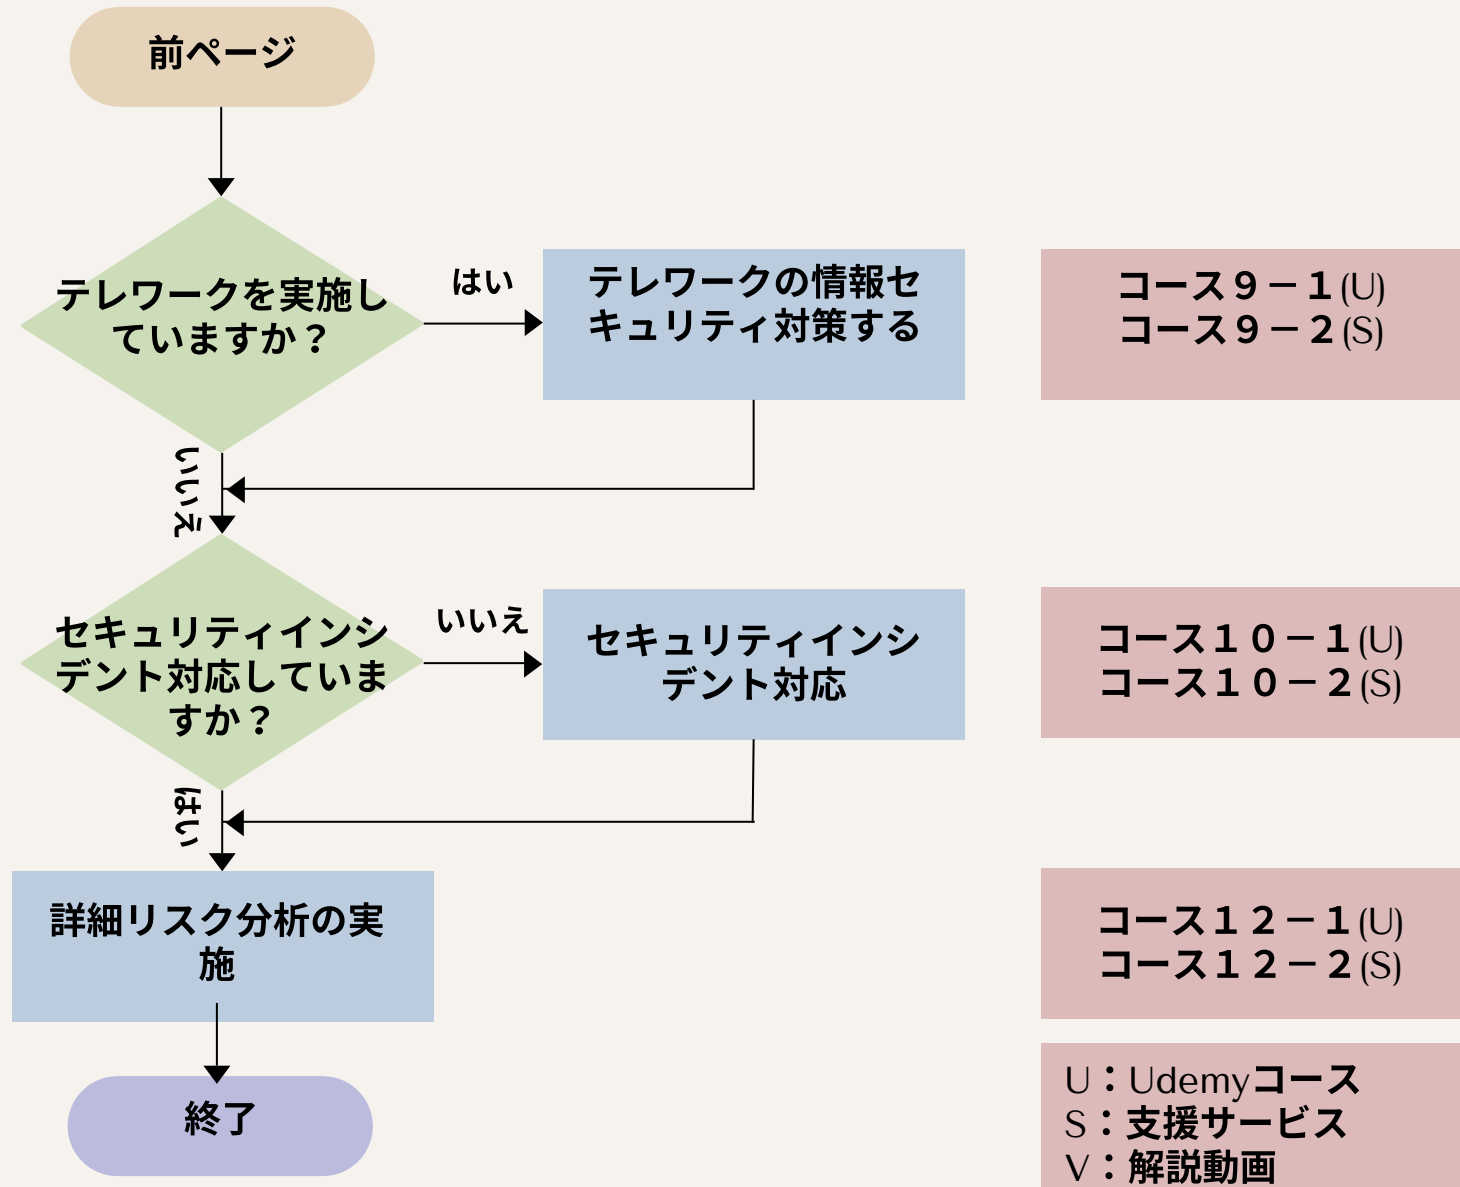 前ページ
テレワークを実施し
ていますか？
はい
テレワークの情報セ
キュリティ対策する
コース９－１(U)
コース９－２(S)
いいえ
セキュリティインシ
デント対応していま
すか？
いいえ
セキュリティインシ
デント対応
コース１０－１(U)
コース１０－２(S)
はい
詳細リスク分析の実
施
コース１２－１(U)
コース１２－２(S)
終了
U：Udemyコース
S：支援サービス
V：解説動画